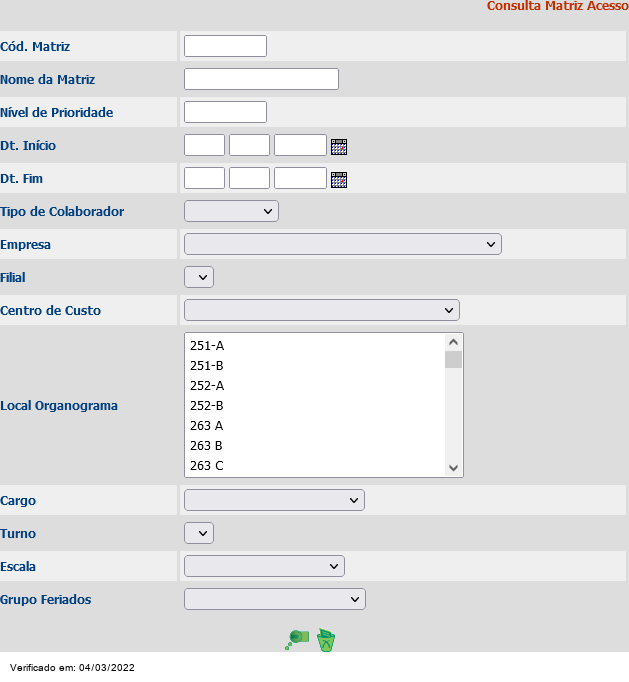 Consulta Matriz Acesso
Cód. Matriz
Nome da Matriz
Nível de Prioridade
Dt. Início
Dt. Fim
Tipo de Colaborador
Empresa
Filial
Centro de Custo
Local Organograma
251-A
251-B
252-A
252-B
263 A
263 B
263 C
Cargo
Turno
Escala
Grupo Feriados
Verificado em: 04/03/2022